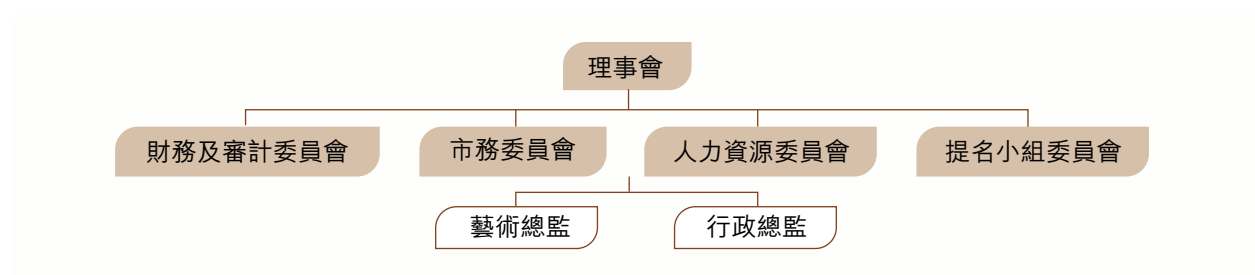 理事會
財務及審計委員會
市務委員會
人力資源委員會
提名小組委員會
藝術總監
行政總監